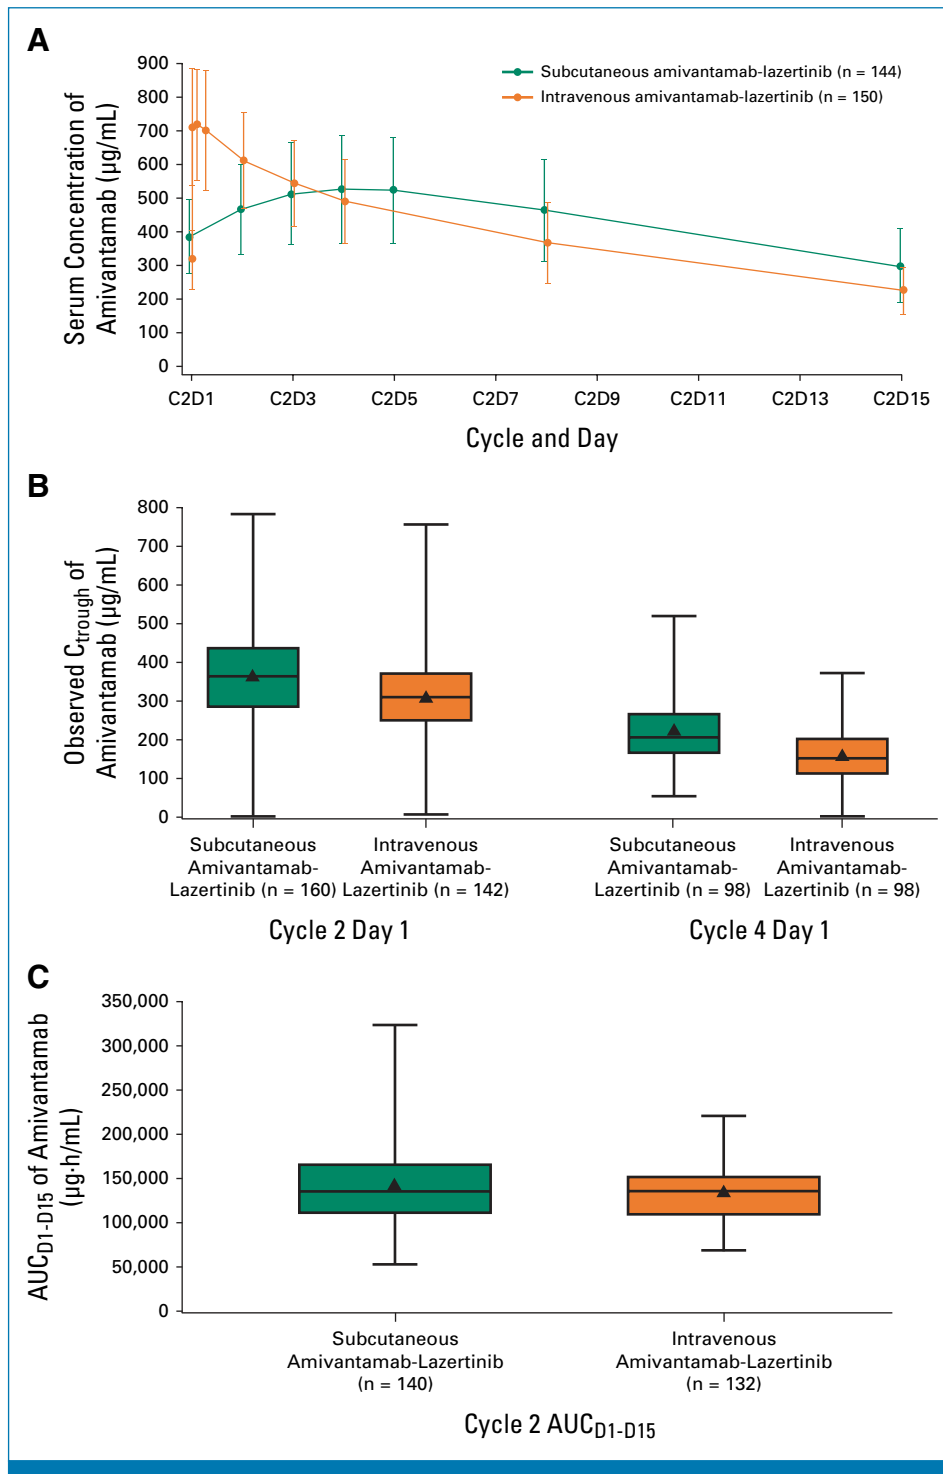 A
Serum Concentration of
Amivantamab (µg/mL)
900
800
700
600
500
400
300
200
100
0
Subcutaneous amivantamab-lazertinib (n = 144)
Intravenous amivantamab-lazertinib (n = 150)
C2D1 C2D3 C2D5 C2D7 C2D9 C2D11 C2D13 C2D15
Cycle and Day
B
Observed Ctrough of
Amivantamab (µg/mL)
800
700
600
500
400
300
200
100
0
Subcutaneous
Amivantamab-
Lazertinib (n = 160)
Intravenous
Amivantamab-
Lazertinib (n = 142)
Subcutaneous
Amivantamab-
Lazertinib (n = 98)
Intravenous
Amivantamab-
Lazertinib (n = 98)
Cycle 2 Day 1
Cycle 4 Day 1
C
AUCD1-D15 of Amivantamab
(µg·h/mL)
350,000
300,000
250,000
200,000
150,000
100,000
50,000
0
Subcutaneous
Amivantamab-Lazertinib
(n = 140)
Intravenous
Amivantamab-Lazertinib
(n = 132)
Cycle 2 AUCD1-D15